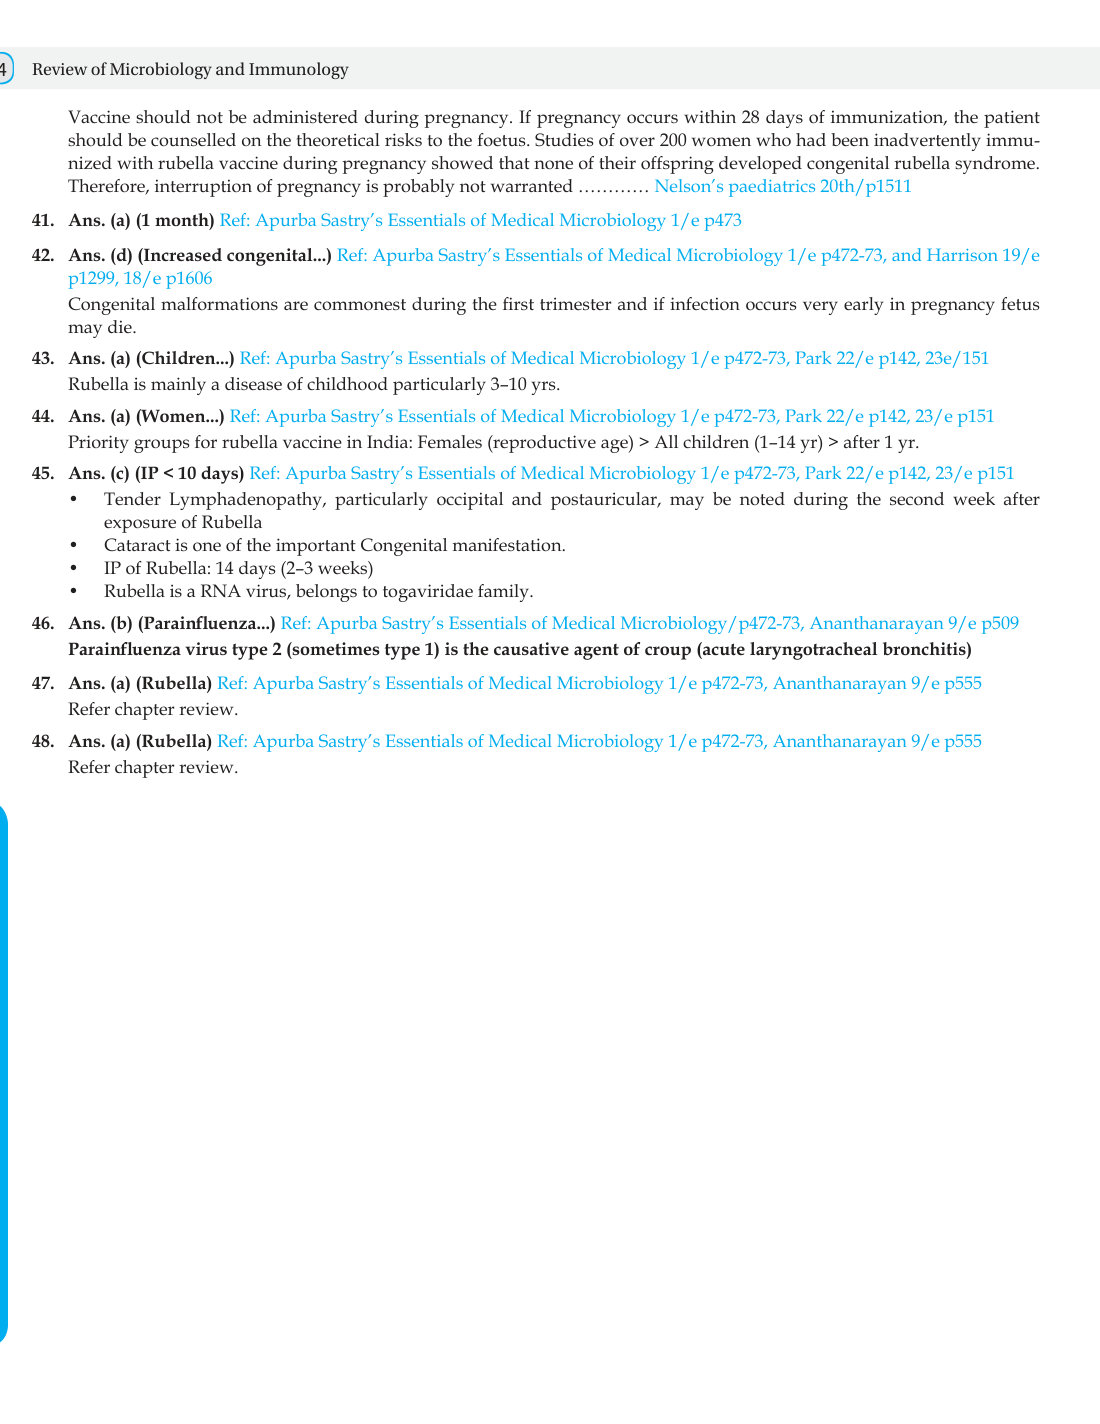 4 Review of Microbiology and Immunology
Vaccine should not be administered during pregnancy. If pregnancy occurs within 28 days of immunization, the patient
should be counselled on the theoretical risks to the foetus. Studies of over 200 women who had been inadvertently immu-
nized with rubella vaccine during pregnancy showed that none of their offspring developed congenital rubella syndrome.
Therefore, interruption of pregnancy is probably not warranted ………… Nelson’s paediatrics 20th/p1511
41. Ans. (a) (1 month) Ref: Apurba Sastry’s Essentials of Medical Microbiology 1/e p473
42. Ans. (d) (Increased congenital...) Ref: Apurba Sastry’s Essentials of Medical Microbiology 1/e p472-73, and Harrison 19/e
p1299, 18/e p1606
Congenital malformations are commonest during the first trimester and if infection occurs very early in pregnancy fetus
may die.
43. Ans. (a) (Children...) Ref: Apurba Sastry’s Essentials of Medical Microbiology 1/e p472-73, Park 22/e p142, 23e/151
Rubella is mainly a disease of childhood particularly 3–10 yrs.
44. Ans. (a) (Women...) Ref: Apurba Sastry’s Essentials of Medical Microbiology 1/e p472-73, Park 22/e p142, 23/e p151
Priority groups for rubella vaccine in India: Females (reproductive age) > All children (1–14 yr) > after 1 yr.
45. Ans. (c) (IP < 10 days) Ref: Apurba Sastry’s Essentials of Medical Microbiology 1/e p472-73, Park 22/e p142, 23/e p151
• Tender Lymphadenopathy, particularly occipital and postauricular, may be noted during the second week after
exposure of Rubella
• Cataract is one of the important Congenital manifestation.
• IP of Rubella: 14 days (2–3 weeks)
• Rubella is a RNA virus, belongs to togaviridae family.
46. Ans. (b) (Parainfluenza...) Ref: Apurba Sastry’s Essentials of Medical Microbiology/p472-73, Ananthanarayan 9/e p509
Parainfluenza virus type 2 (sometimes type 1) is the causative agent of croup (acute laryngotracheal bronchitis)
47. Ans. (a) (Rubella) Ref: Apurba Sastry’s Essentials of Medical Microbiology 1/e p472-73, Ananthanarayan 9/e p555
Refer chapter review.
48. Ans. (a) (Rubella) Ref: Apurba Sastry’s Essentials of Medical Microbiology 1/e p472-73, Ananthanarayan 9/e p555
Refer chapter review.